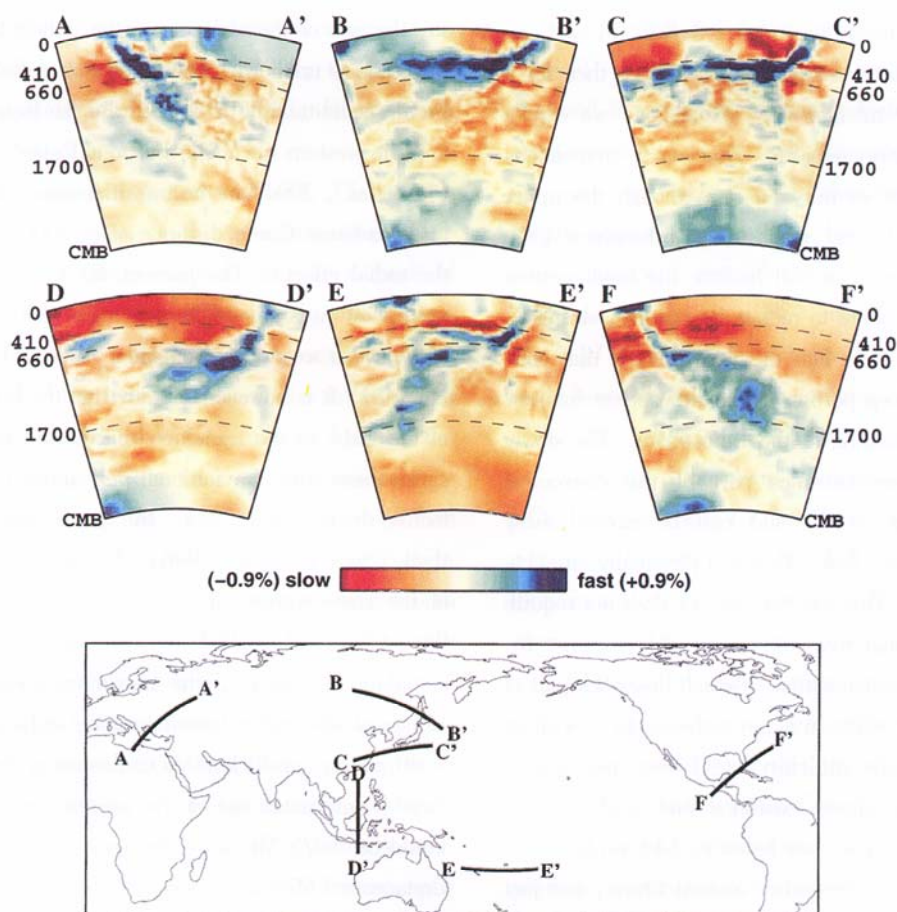 A A' B B' C C'
0 0
410 410
660 660
1700 1700
CMB CMB
D D' E E' F F'
0 0
410 410
660 660
1700 1700
CMB CMB
(-0.9%) slow fast (+0.9%)
A' B
B'
A C C' F'
D
F
D' E E'